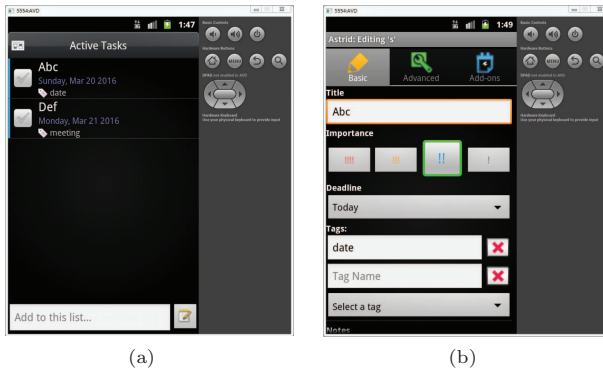 5554:AVD
1:47
Basic Controls
Active Tasks
Hardware Buttons
MENU
Abc
Sunday, Mar 20 2016
date
DPAD not enabled in AVD
Def
Monday, Mar 21 2016
meeting
Hardware Keyboard
Use your physical keyboard to provide input
Add to this list...
(a)
5554:AVD
1:49
Basic Controls
Astrid: Editing 's'
Hardware Buttons
MENU
Basic
Advanced
Add-ons
DPAD not enabled in AVD
Title
Abc
Hardware Keyboard
Use your physical keyboard to provide input
Importance
!!!!
!!!
!!
!
Deadline
Today
Tags:
date
Tag Name
Select a tag
Notes
(b)